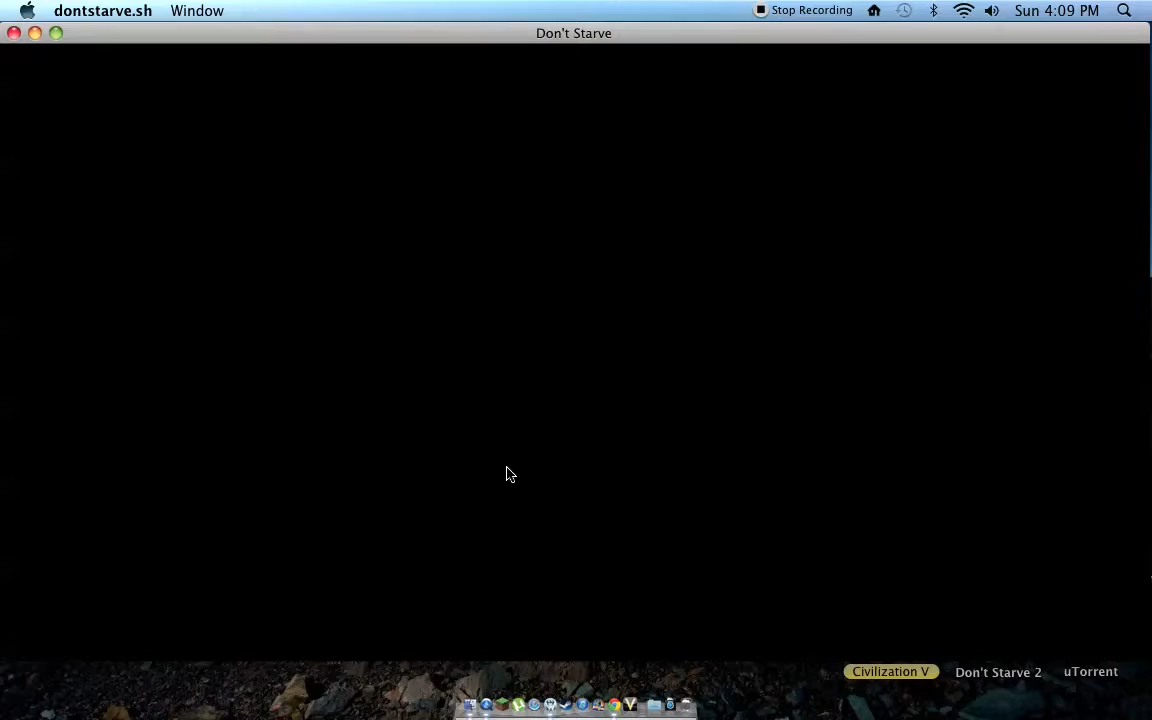 dontstarve.sh Window Stop Recording Sun 4:09 PM
Don't Starve
Civilization V Don't Starve 2 uTorrent